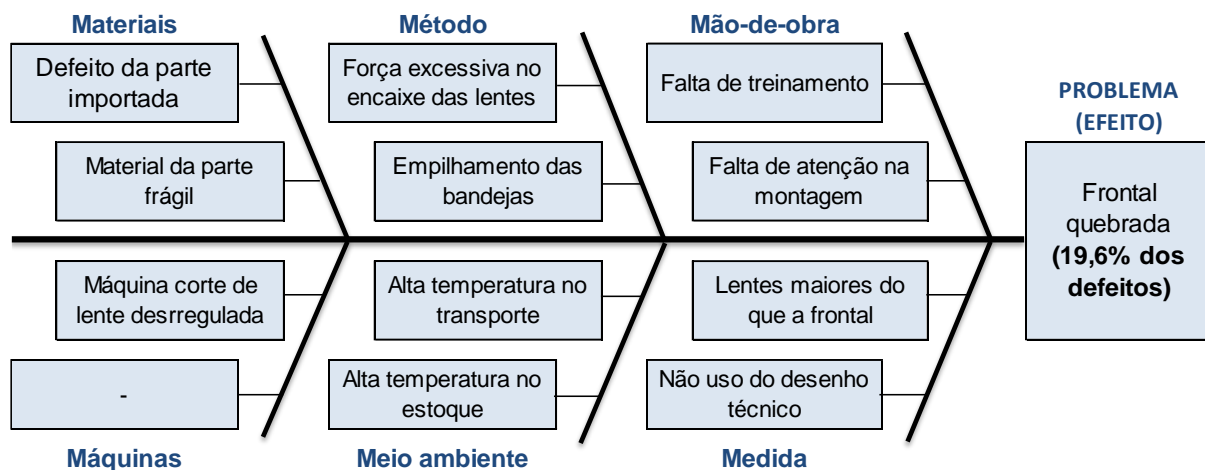 Materiais
Método
Mão-de-obra
Defeito da parte
importada
Força excessiva no
encaixe das lentes
Falta de treinamento
PROBLEMA
(EFEITO)
Material da parte
frágil
Empilhamento das
bandejas
Falta de atenção na
montagem
Frontal
quebrada
(19,6% dos
defeitos)
Máquina corte de
lente desrregulada
Alta temperatura no
transporte
Lentes maiores do
que a frontal
-
Alta temperatura no
estoque
Não uso do desenho
técnico
Máquinas
Meio ambiente
Medida